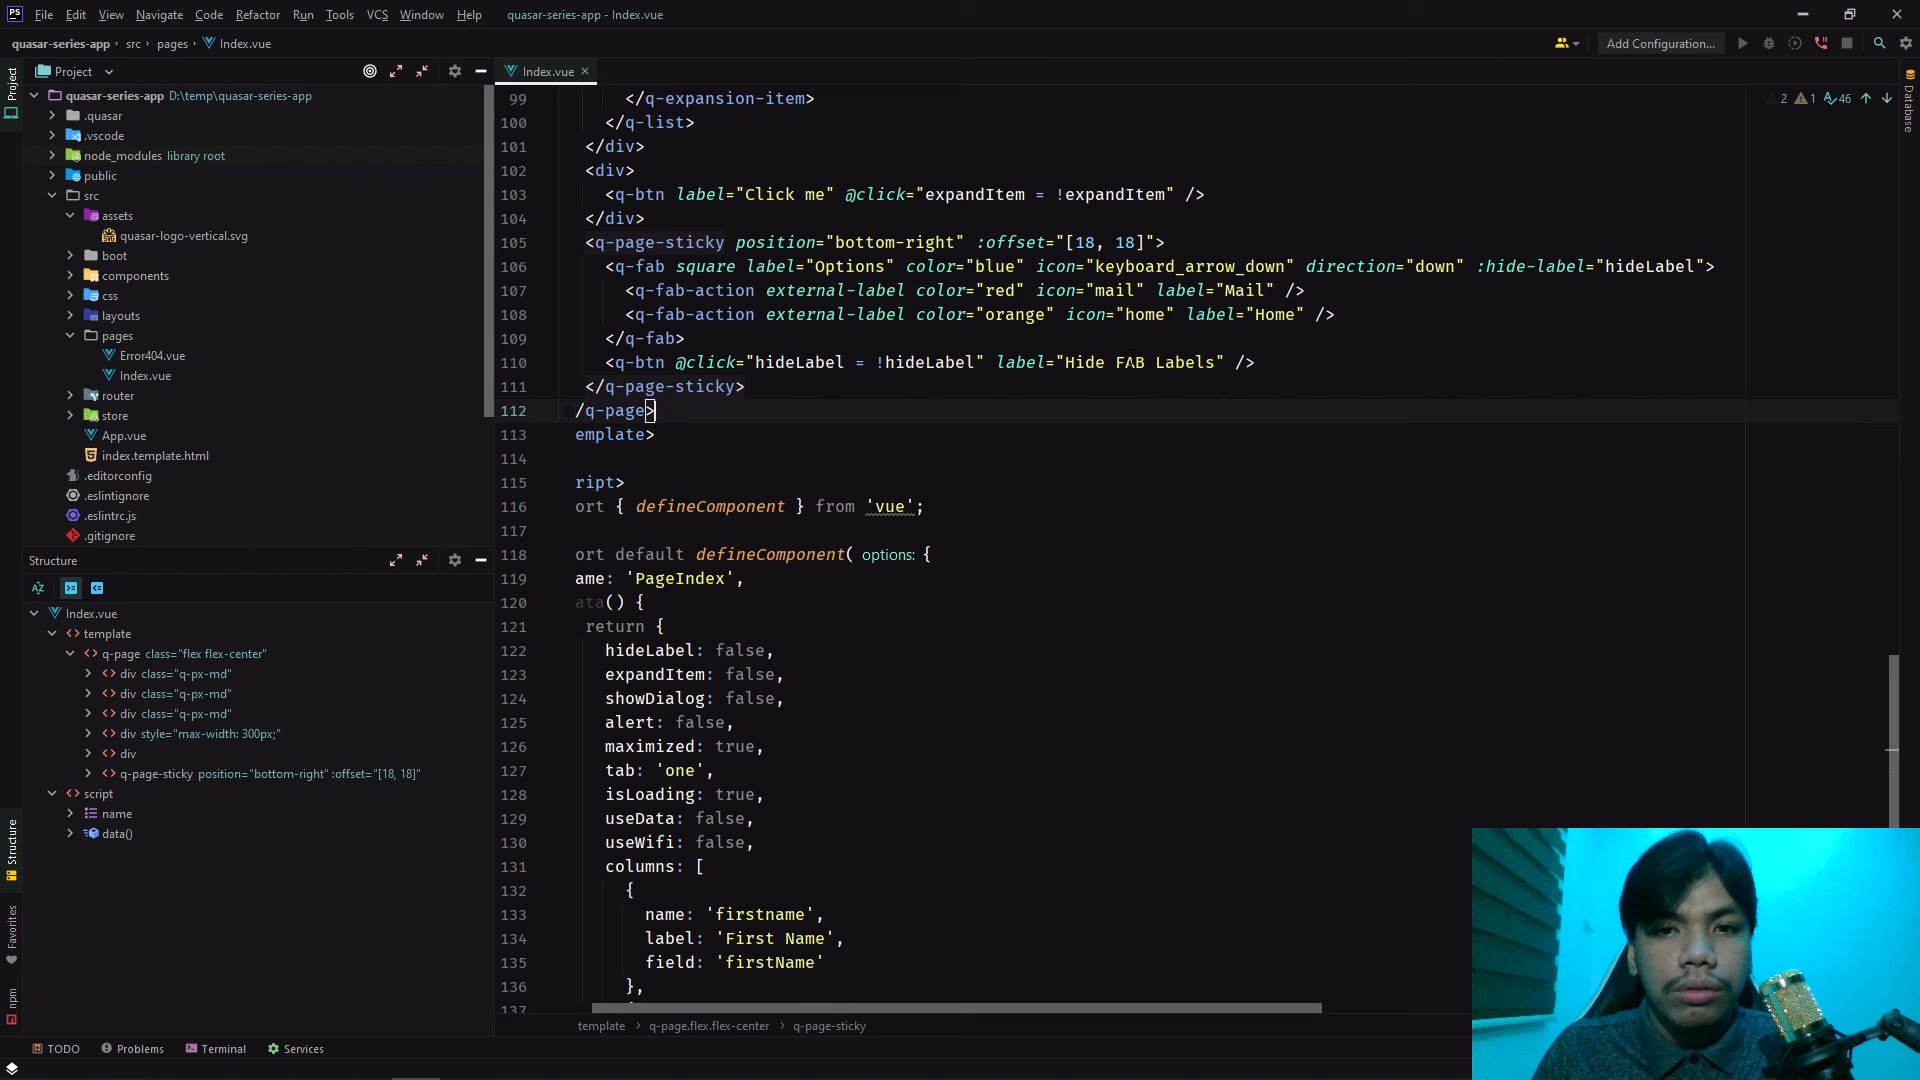 PS File Edit View Navigate Code Refactor Run Tools VCS Window Help quasar-series-app - Index.vue
quasar-series-app › src › pages › Index.vue
Add Configuration...
Project
Project
quasar-series-app D:\temp\quasar-series-app
.quasar
.vscode
node_modules library root
public
src
assets
quasar-logo-vertical.svg
boot
components
css
layouts
pages
Error404.vue
Index.vue
router
store
App.vue
index.template.html
.editorconfig
.eslintignore
.eslintrc.js
.gitignore
Structure
Index.vue
template
q-page class="flex flex-center"
div class="q-px-md"
div class="q-px-md"
div class="q-px-md"
div style="max-width: 300px;"
div
q-page-sticky position="bottom-right" :offset="[18, 18]"
script
name
data()
Structure
Favorites
npm
Index.vue
2 1 46
Database
99 </q-expansion-item>
100 </q-list>
101 </div>
102 <div>
103 <q-btn label="Click me" @click="expandItem = !expandItem" />
104 </div>
105 <q-page-sticky position="bottom-right" :offset="[18, 18]">
106 <q-fab square label="Options" color="blue" icon="keyboard_arrow_down" direction="down" :hide-label="hideLabel">
107 <q-fab-action external-label color="red" icon="mail" label="Mail" />
108 <q-fab-action external-label color="orange" icon="home" label="Home" />
109 </q-fab>
110 <q-btn @click="hideLabel = !hideLabel" label="Hide FAB Labels" />
111 </q-page-sticky>
112 /q-page>
113 emplate>
114
115 ript>
116 ort { defineComponent } from 'vue';
117
118 ort default defineComponent( options: {
119 ame: 'PageIndex',
120 ata() {
121 return {
122 hideLabel: false,
123 expandItem: false,
124 showDialog: false,
125 alert: false,
126 maximized: true,
127 tab: 'one',
128 isLoading: true,
129 useData: false,
130 useWifi: false,
131 columns: [
132 {
133 name: 'firstname',
134 label: 'First Name',
135 field: 'firstName'
136 },
137
template › q-page.flex.flex-center › q-page-sticky
TODO Problems Terminal Services